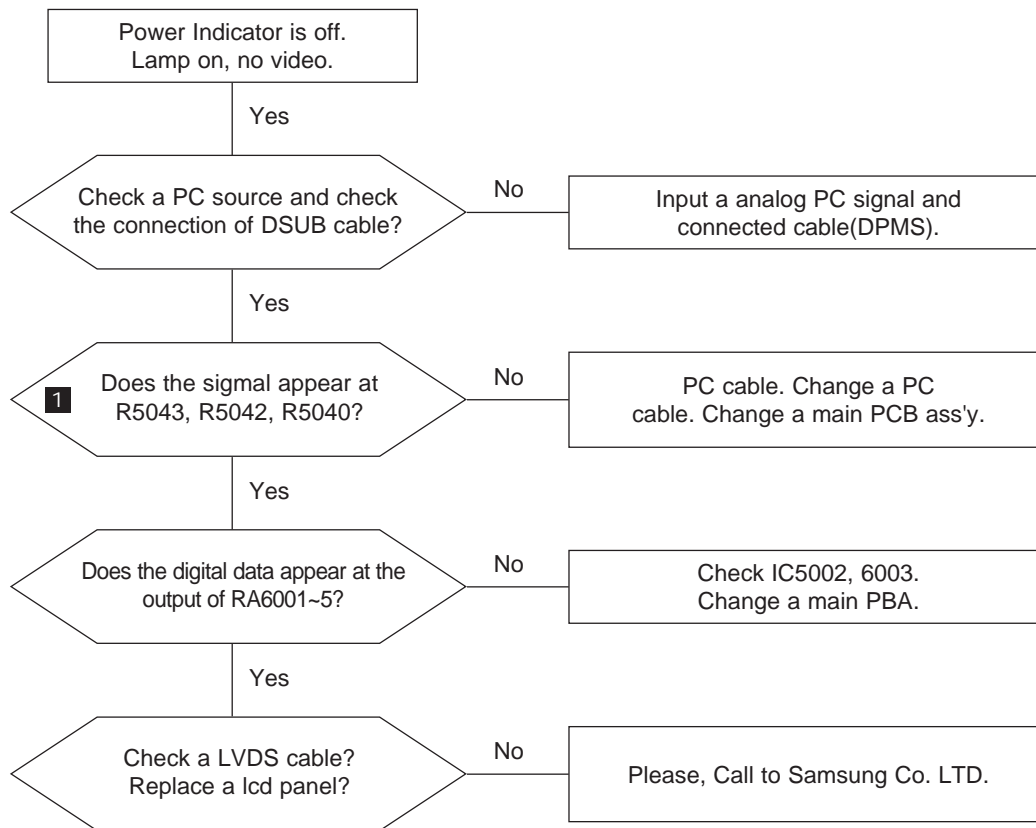 Power Indicator is off.
Lamp on, no video.
Yes
Check a PC source and check
the connection of DSUB cable?
No
Input a analog PC signal and
connected cable(DPMS).
Yes
1
Does the sigmal appear at
R5043, R5042, R5040?
No
PC cable. Change a PC
cable. Change a main PCB ass'y.
Yes
Does the digital data appear at the
output of RA6001~5?
No
Check IC5002, 6003.
Change a main PBA.
Yes
Check a LVDS cable?
Replace a lcd panel?
No
Please, Call to Samsung Co. LTD.